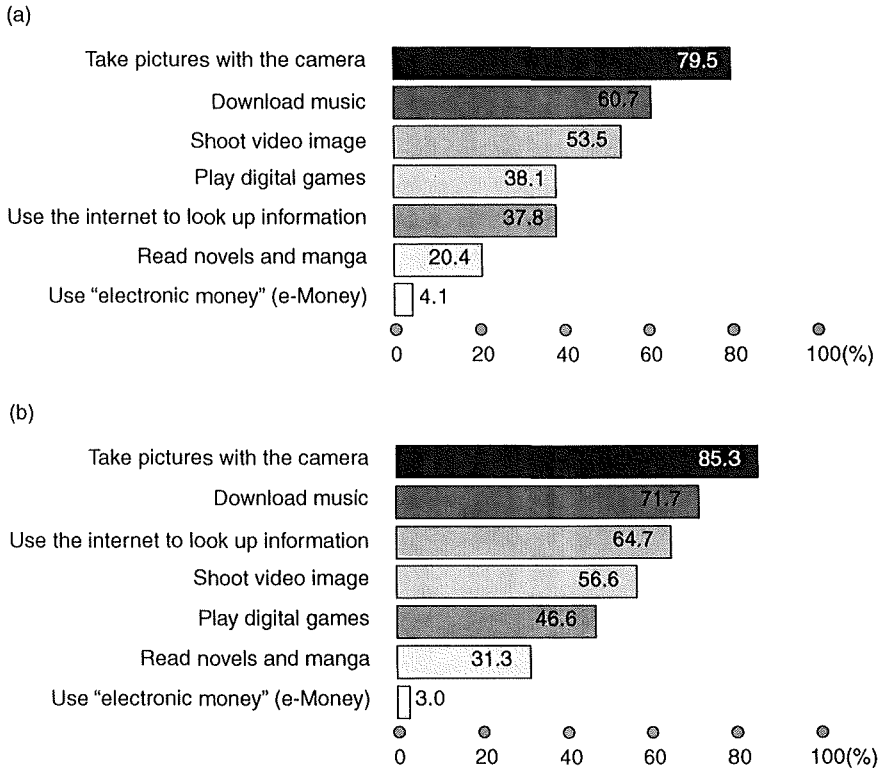 (a)
Take pictures with the camera 79.5
Download music 60.7
Shoot video image 53.5
Play digital games 38.1
Use the internet to look up information 37.8
Read novels and manga 20.4
Use “electronic money” (e-Money) 4.1
0 20 40 60 80 100(%)
(b)
Take pictures with the camera 85.3
Download music 71.7
Use the internet to look up information 64.7
Shoot video image 56.6
Play digital games 46.6
Read novels and manga 31.3
Use “electronic money” (e-Money) 3.0
0 20 40 60 80 100(%)